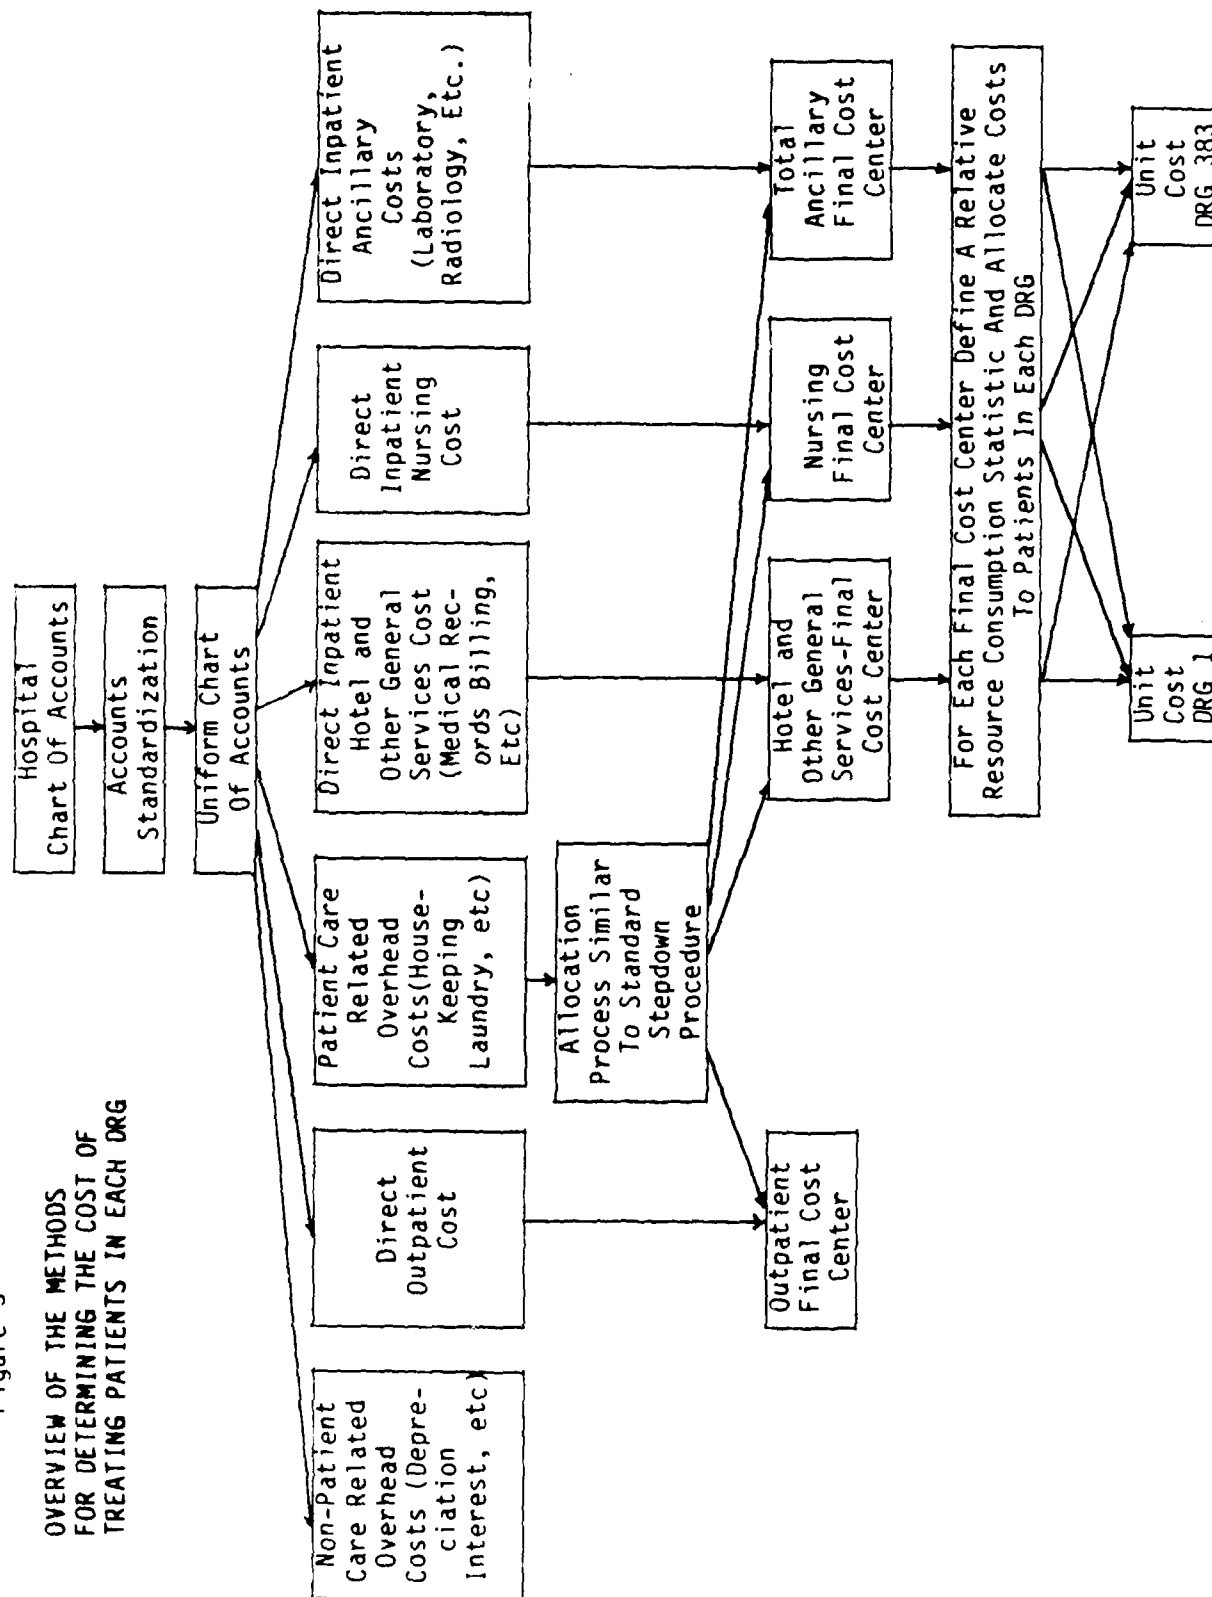 Figure 3
OVERVIEW OF THE METHODS
FOR DETERMINING THE COST OF
TREATING PATIENTS IN EACH DRG
Hospital
Chart Of Accounts
Accounts
Standardization
Uniform Chart
Of Accounts
Non-Patient
Care Related
Overhead
Costs (Depre-
ciation
Interest, etc)
Direct
Outpatient
Cost
Patient Care
Related
Overhead
Costs(House-
Keeping
Laundry, etc)
Direct Inpatient
Hotel and
Other General
Services Cost
(Medical Rec-
ords Billing,
Etc)
Direct
Inpatient
Nursing
Cost
Direct Inpatient
Ancillary
Costs
(Laboratory,
Radiology, Etc.)
Allocation
Process Similar
To Standard
Stepdown
Procedure
Outpatient
Final Cost
Center
Hotel and
Other General
Services-Final
Cost Center
Nursing
Final Cost
Center
Total
Ancillary
Final Cost
Center
For Each Final Cost Center Define A Relative
Resource Consumption Statistic And Allocate Costs
To Patients In Each DRG
Unit
Cost
DRG 1
Unit
Cost
DRG 383